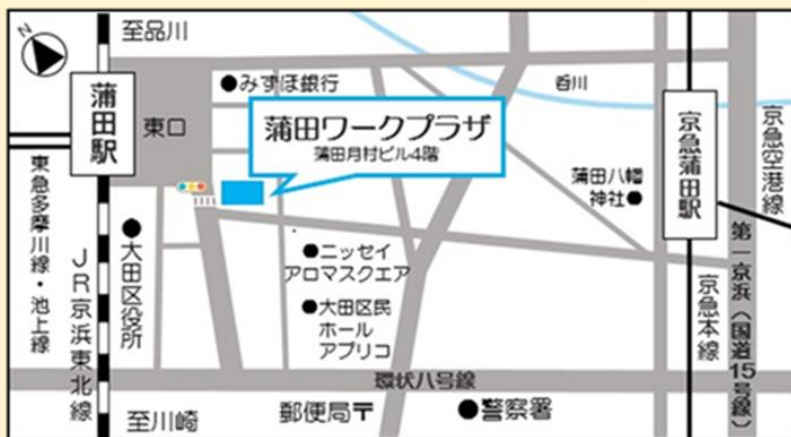 N
至品川
蒲田駅
東口
●みずほ銀行
蒲田ワークプラザ
蒲田月村ビル4階
呑川
京急蒲田駅
京急空港線
蒲田八幡
神社●
東急多摩川線・池上線
JR京浜東北線
●大田区役所
●ニッセイ
アロマスクエア
●大田区民
ホール
アプリコ
京急本線
第一京浜(国道15号線)
環状八号線
至川崎
郵便局〒
●警察署